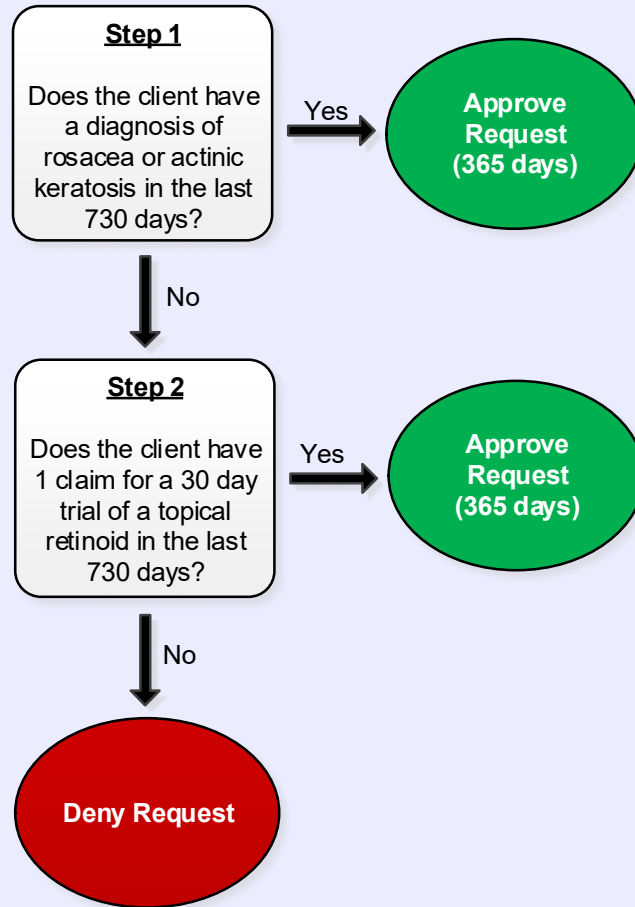 Step 1
Does the client have
a diagnosis of
rosacea or actinic
keratosis in the last
730 days?
Yes
Approve
Request
(365 days)
No
Step 2
Does the client have
1 claim for a 30 day
trial of a topical
retinoid in the last
730 days?
Yes
Approve
Request
(365 days)
No
Deny Request